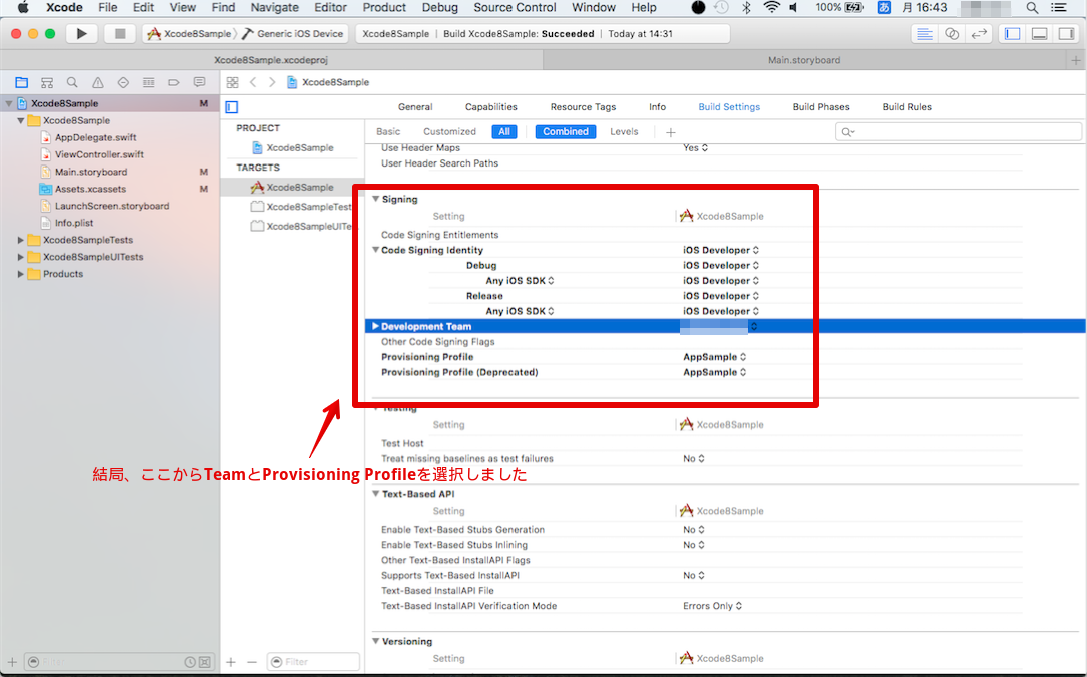 Xcode File Edit View Find Navigate Editor Product Debug Source Control Window Help 100% あ 月 16:43
Xcode8Sample Generic iOS Device Xcode8Sample | Build Xcode8Sample: Succeeded | Today at 14:31
Xcode8Sample.xcodeproj Main.storyboard
Xcode8Sample
General Capabilities Resource Tags Info Build Settings Build Phases Build Rules
Basic Customized All Combined Levels
Xcode8Sample M
Xcode8Sample
AppDelegate.swift
ViewController.swift
Main.storyboard M
Assets.xcassets M
LaunchScreen.storyboard
Info.plist
Xcode8SampleTests
Xcode8SampleUITests
Products
PROJECT
Xcode8Sample
TARGETS
Xcode8Sample
Xcode8SampleTest
Xcode8SampleUITe
Use Header Maps Yes
User Header Search Paths
Signing
Setting Xcode8Sample
Code Signing Entitlements
Code Signing Identity iOS Developer
Debug iOS Developer
Any iOS SDK iOS Developer
Release iOS Developer
Any iOS SDK iOS Developer
Development Team
Other Code Signing Flags
Provisioning Profile AppSample
Provisioning Profile (Deprecated) AppSample
Testing
Setting Xcode8Sample
Test Host
Treat missing baselines as test failures No
結局、ここからTeamとProvisioning Profileを選択しました
Text-Based API
Setting Xcode8Sample
Enable Text-Based Stubs Generation No
Enable Text-Based Stubs Inlining No
Other Text-Based InstallAPI Flags
Supports Text-Based InstallAPI No
Text-Based InstallAPI File
Text-Based InstallAPI Verification Mode Errors Only
Versioning
Setting Xcode8Sample
Filter
Filter